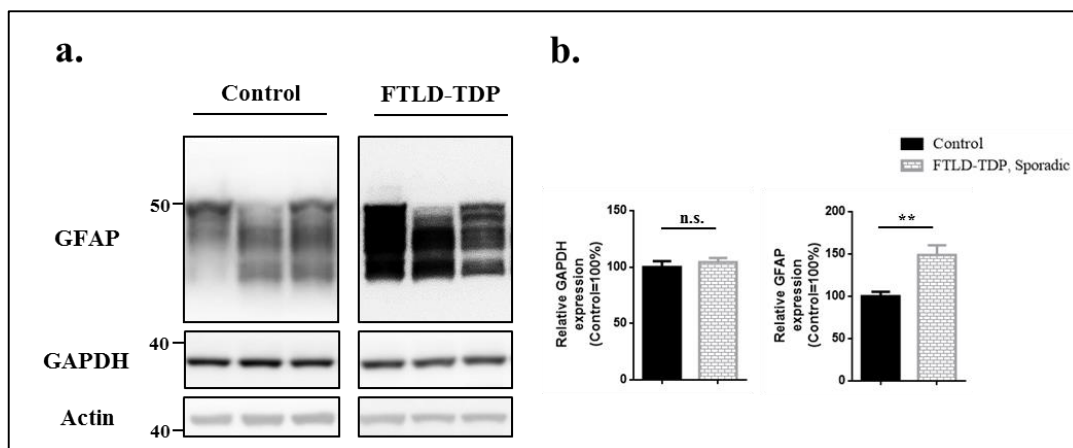 a.
Control
FTLD-TDP
50
GFAP
40
GAPDH
Actin
40
b.
Control
FTLD-TDP, Sporadic
Relative GAPDH
expression
(Control=100%)
150
100
50
0
n.s.
Relative GFAP
expression
(Control=100%)
200
150
100
50
0
**